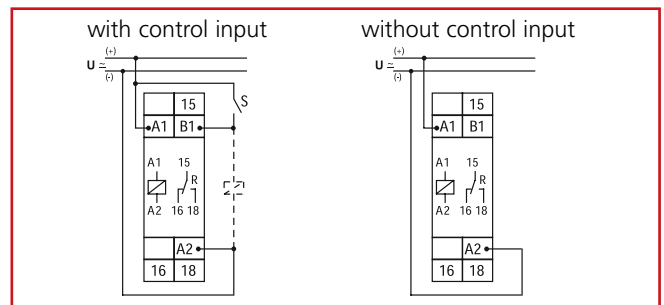 with control input
(+)
U ≂
(-)
S
15
A1 B1
A1 15
R
A2 16 18
A2
16 18
without control input
(+)
U ≂
(-)
15
A1 B1
A1 15
R
A2 16 18
A2
16 18